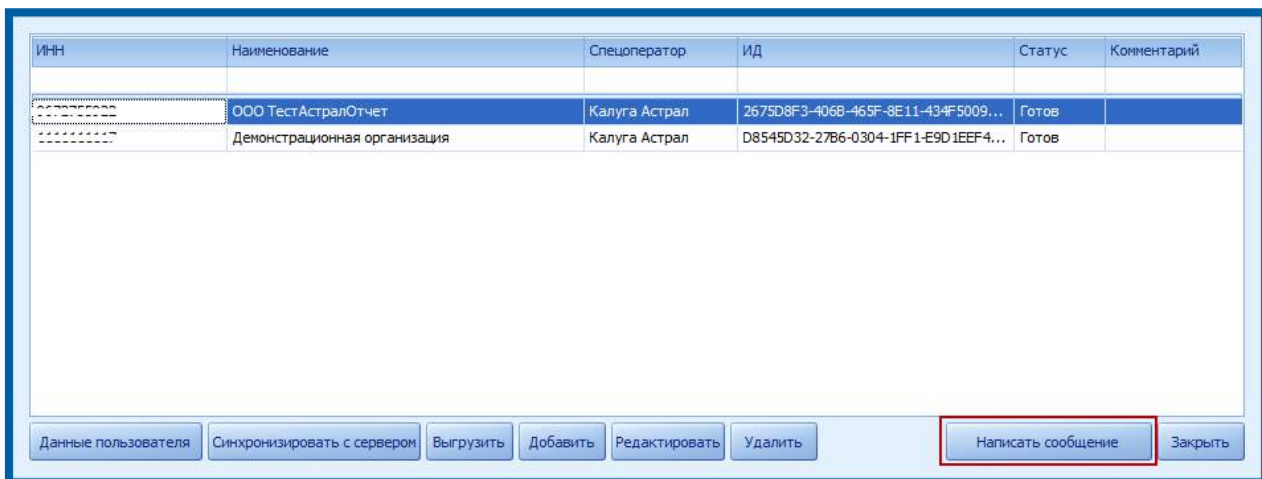 ИНН Наименование Спецоператор ИД Статус Комментарий
ООО ТестАстралОтчет Калуга Астрал 2675D8F3-406B-465F-8E11-434F5009... Готов
Демонстрационная организация Калуга Астрал D8545D32-27B6-0304-1FF1-E9D1EEF4... Готов
Данные пользователя Синхронизировать с сервером Выгрузить Добавить Редактировать Удалить Написать сообщение Закрыть